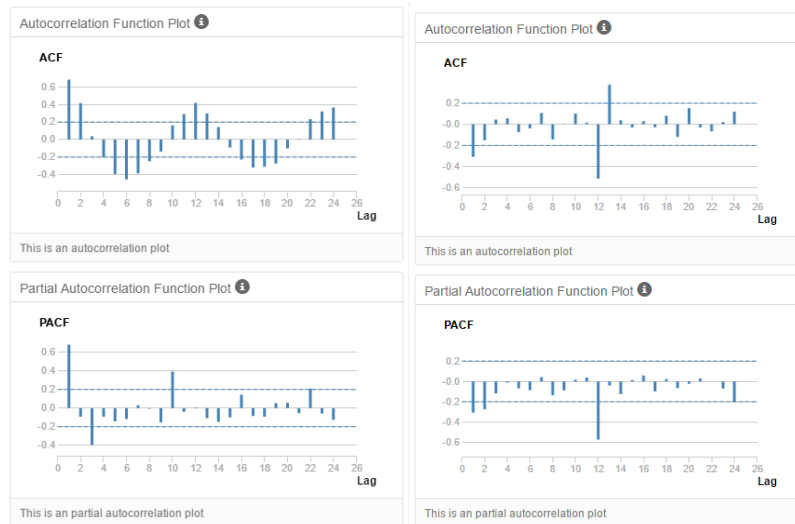 Autocorrelation Function Plot i
ACF
0.6
0.4
0.2
0.0
-0.2
-0.4
0 2 4 6 8 10 12 14 16 18 20 22 24 26
Lag
This is an autocorrelation plot
Autocorrelation Function Plot i
ACF
0.2
-0.0
-0.2
-0.4
-0.6
0 2 4 6 8 10 12 14 16 18 20 22 24 26
Lag
This is an autocorrelation plot
Partial Autocorrelation Function Plot i
PACF
0.6
0.4
0.2
0.0
-0.2
-0.4
0 2 4 6 8 10 12 14 16 18 20 22 24 26
Lag
This is an partial autocorrelation plot
Partial Autocorrelation Function Plot i
PACF
0.2
-0.0
-0.2
-0.4
-0.6
0 2 4 6 8 10 12 14 16 18 20 22 24 26
Lag
This is an partial autocorrelation plot